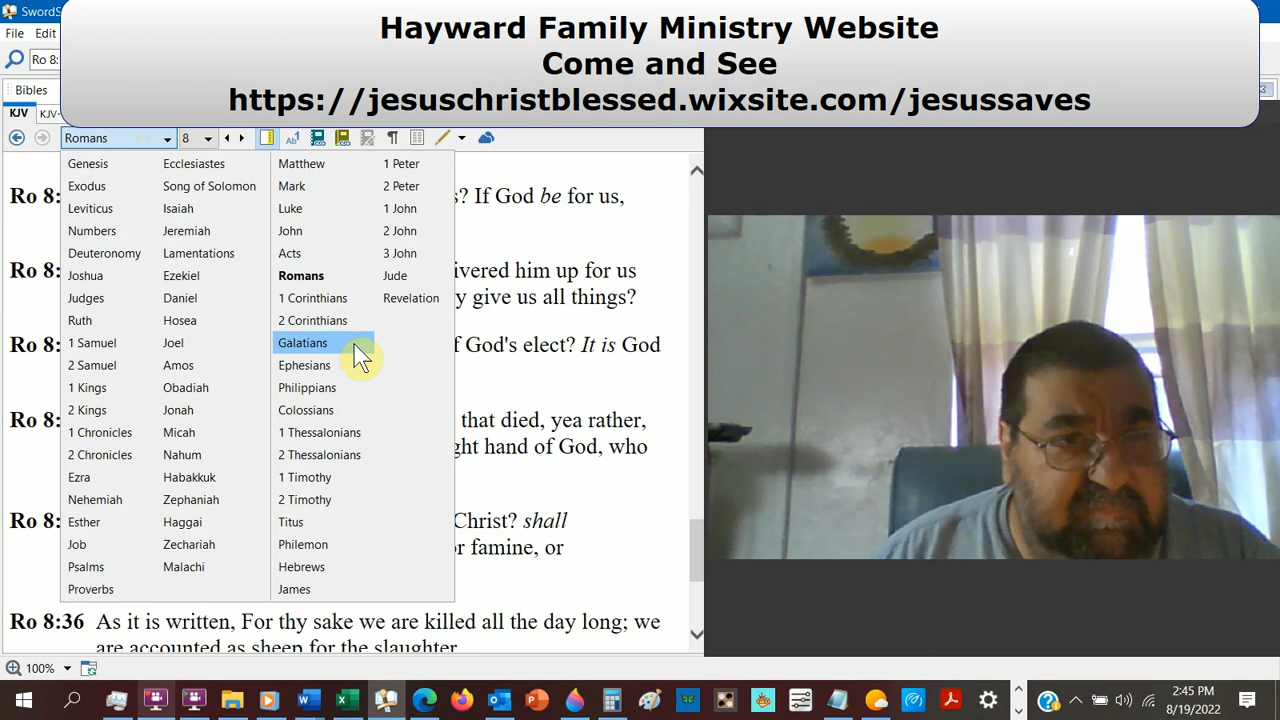 SwordS
Hayward Family Ministry Website
Come and See
https://jesuschristblessed.wixsite.com/jesussaves
File Edit
Ro 8:
Bibles
KJV KJV-
Romans 8
Genesis Ecclesiastes Matthew 1 Peter
Exodus Song of Solomon Mark 2 Peter
Leviticus Isaiah Luke 1 John
Numbers Jeremiah John 2 John
Deuteronomy Lamentations Acts 3 John
Joshua Ezekiel Romans Jude
Judges Daniel 1 Corinthians Revelation
Ruth Hosea 2 Corinthians
1 Samuel Joel Galatians
2 Samuel Amos Ephesians
1 Kings Obadiah Philippians
2 Kings Jonah Colossians
1 Chronicles Micah 1 Thessalonians
2 Chronicles Nahum 2 Thessalonians
Ezra Habakkuk 1 Timothy
Nehemiah Zephaniah 2 Timothy
Esther Haggai Titus
Job Zechariah Philemon
Psalms Malachi Hebrews
Proverbs James
Ro 8: s? If God be for us,
Ro 8: ivered him up for us
y give us all things?
Ro 8: f God's elect? It is God
Ro 8: that died, yea rather,
ght hand of God, who
Ro 8: Christ? shall
or famine, or
Ro 8:36 As it is written, For thy sake we are killed all the day long; we
are accounted as sheep for the slaughter.
100%
2:45 PM
8/19/2022